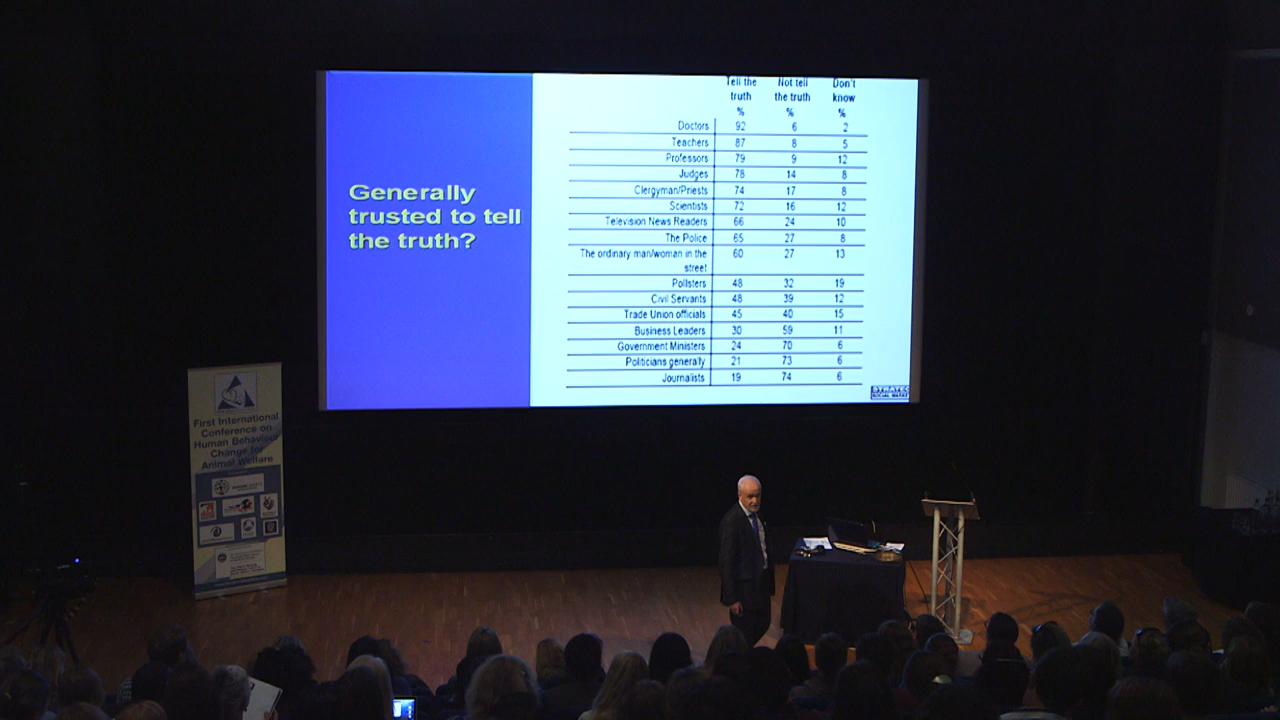 Generally
trusted to tell
the truth?
Tell the truth % Not tell the truth % Don't know %
Doctors 92 6 2
Teachers 87 8 5
Professors 79 9 12
Judges 78 14 8
Clergyman/Priests 74 17 8
Scientists 72 16 12
Television News Readers 66 24 10
The Police 65 27 8
The ordinary man/woman in the street 60 27 13
Pollsters 48 32 19
Civil Servants 48 39 12
Trade Union officials 45 40 15
Business Leaders 30 59 11
Government Ministers 24 70 6
Politicians generally 21 73 6
Journalists 19 74 6
First International
Conference on
Human Behaviour
Change for
Animal Welfare